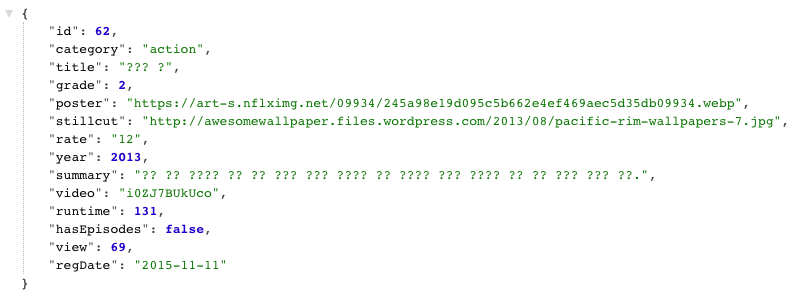 {
"id": 62,
"category": "action",
"title": "??? ?",
"grade": 2,
"poster": "https://art-s.nflximg.net/09934/245a98e19d095c5b662e4ef469aec5d35db09934.webp",
"stillcut": "http://awesomewallpaper.files.wordpress.com/2013/08/pacific-rim-wallpapers-7.jpg",
"rate": "12",
"year": 2013,
"summary": "?? ?? ???? ?? ?? ??? ??? ???? ?? ???? ??? ???? ?? ?? ??? ??? ??.",
"video": "i0ZJ7BUkUco",
"runtime": 131,
"hasEpisodes": false,
"view": 69,
"regDate": "2015-11-11"
}